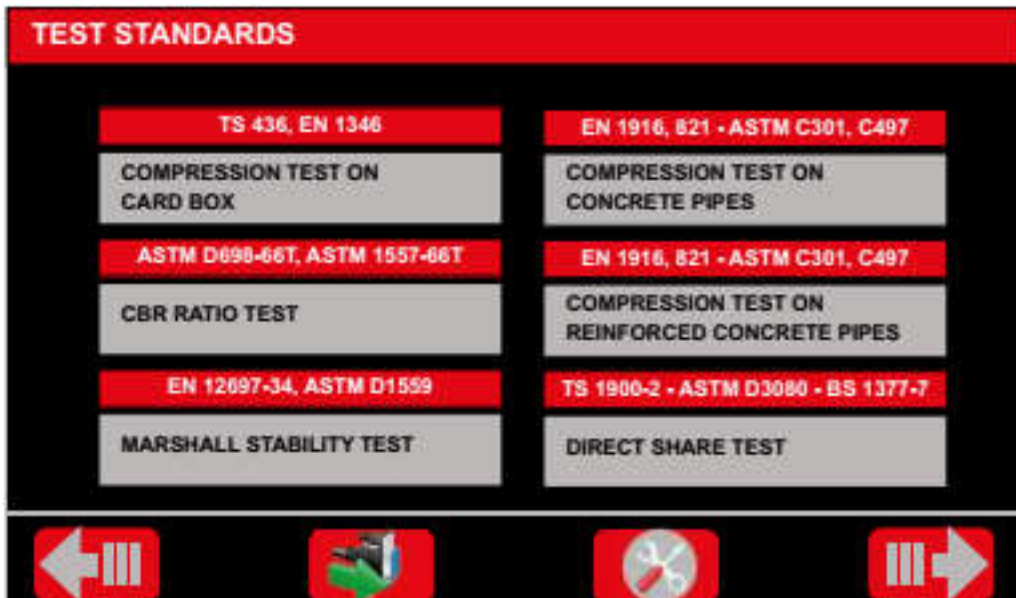 TEST STANDARDS
TS 436, EN 1346
COMPRESSION TEST ON
CARD BOX
EN 1916, 821 - ASTM C301, C497
COMPRESSION TEST ON
CONCRETE PIPES
ASTM D698-66T, ASTM 1557-66T
CBR RATIO TEST
EN 1916, 821 - ASTM C301, C497
COMPRESSION TEST ON
REINFORCED CONCRETE PIPES
EN 12697-34, ASTM D1559
MARSHALL STABILITY TEST
TS 1900-2 - ASTM D3080 - BS 1377-7
DIRECT SHARE TEST